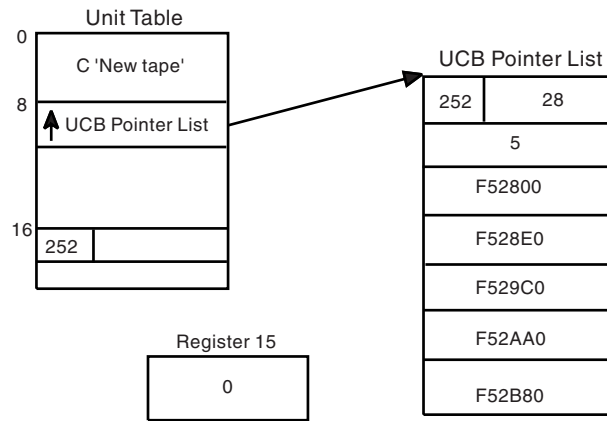 Unit Table
0
C 'New tape'
8
UCB Pointer List
16
252
UCB Pointer List
252 28
5
F52800
F528E0
F529C0
F52AA0
F52B80
Register 15
0